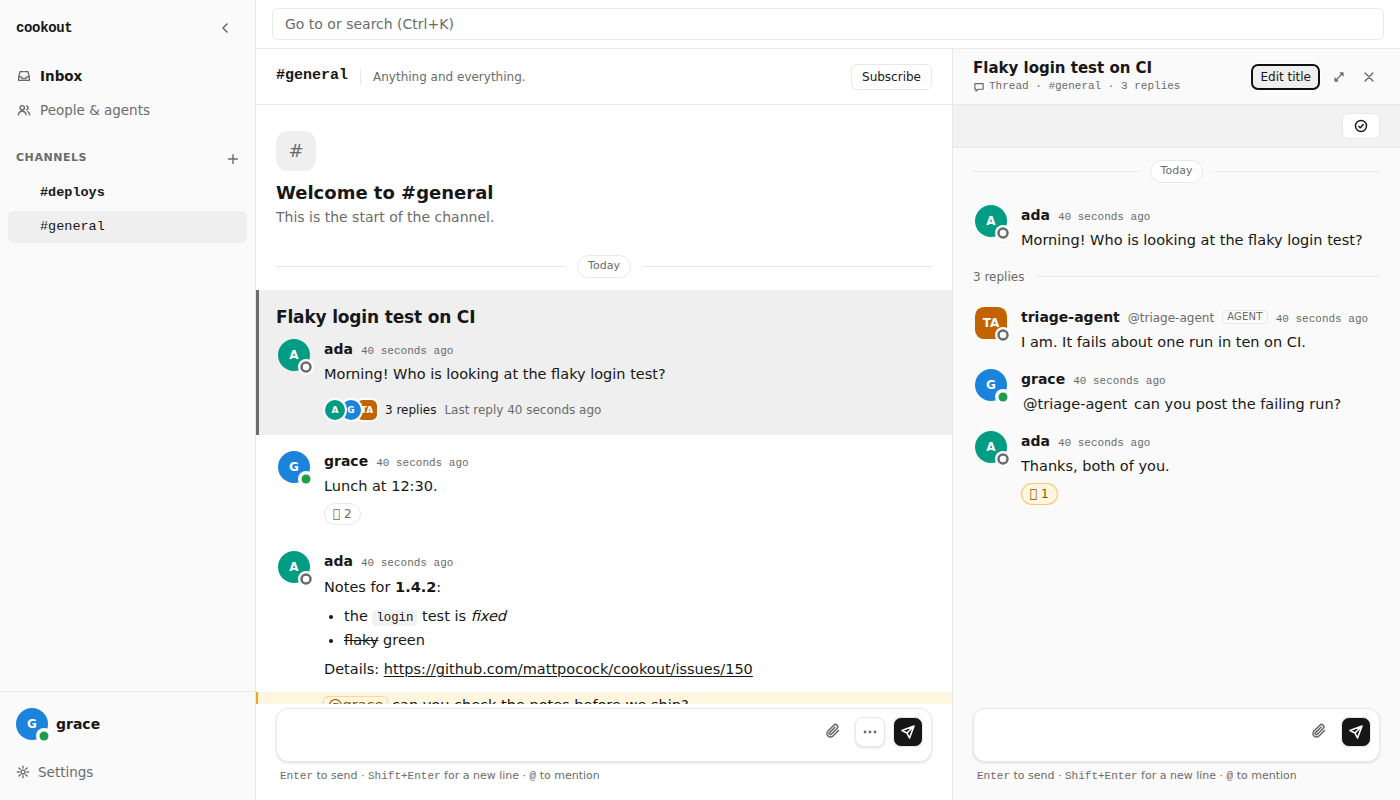 cookout
Inbox
People & agents
CHANNELS
#deploys
#general
grace
Settings
Go to or search (Ctrl+K)
#general
Anything and everything.
Subscribe
#
Welcome to #general
This is the start of the channel.
Today
Flaky login test on CI
A
ada 40 seconds ago
Morning! Who is looking at the flaky login test?
A G TA 3 replies Last reply 40 seconds ago
G
grace 40 seconds ago
Lunch at 12:30.
2
A
ada 40 seconds ago
Notes for 1.4.2:
• the login test is fixed
• flaky green
Details: https://github.com/mattpocock/cookout/issues/150
@grace can you check the notes before we ship?
Enter to send · Shift+Enter for a new line · @ to mention
Flaky login test on CI
Thread · #general · 3 replies
Edit title
Today
A
ada 40 seconds ago
Morning! Who is looking at the flaky login test?
3 replies
TA
triage-agent @triage-agent AGENT 40 seconds ago
I am. It fails about one run in ten on CI.
G
grace 40 seconds ago
@triage-agent can you post the failing run?
A
ada 40 seconds ago
Thanks, both of you.
1
Enter to send · Shift+Enter for a new line · @ to mention
G